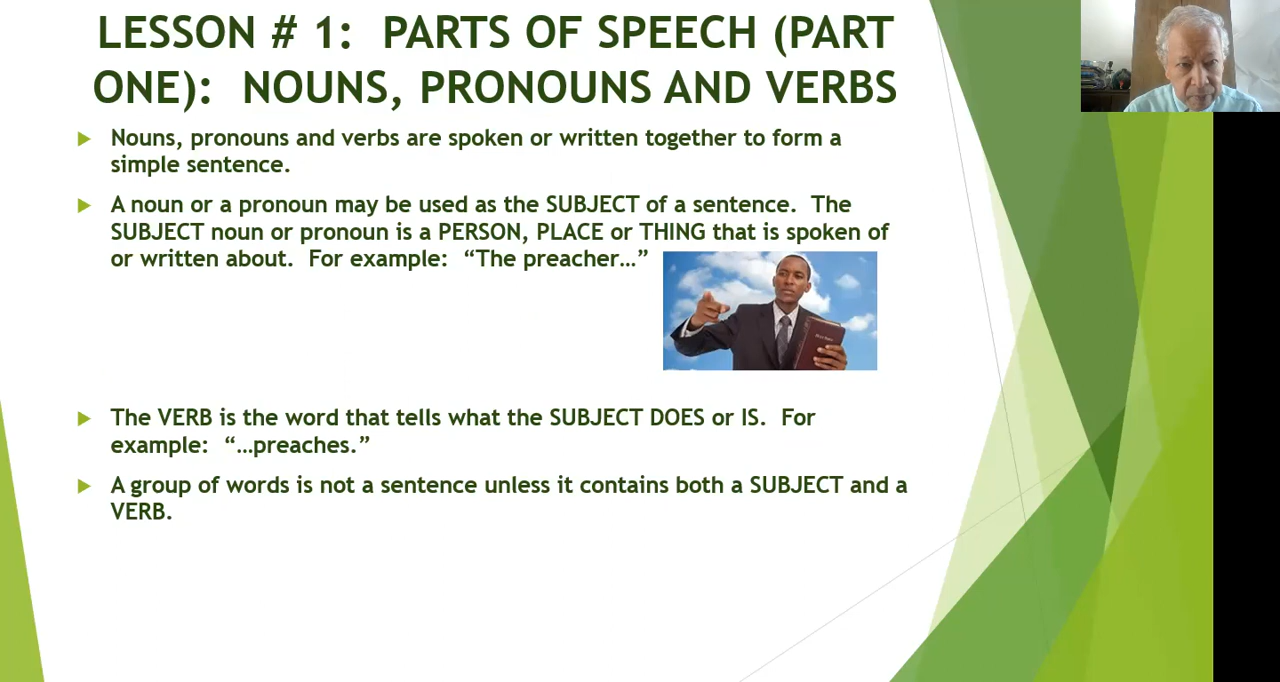 LESSON # 1: PARTS OF SPEECH (PART
ONE): NOUNS, PRONOUNS AND VERBS
Nouns, pronouns and verbs are spoken or written together to form a
simple sentence.
A noun or a pronoun may be used as the SUBJECT of a sentence. The
SUBJECT noun or pronoun is a PERSON, PLACE or THING that is spoken of
or written about. For example: “The preacher…”
The VERB is the word that tells what the SUBJECT DOES or IS. For
example: “…preaches.”
A group of words is not a sentence unless it contains both a SUBJECT and a
VERB.